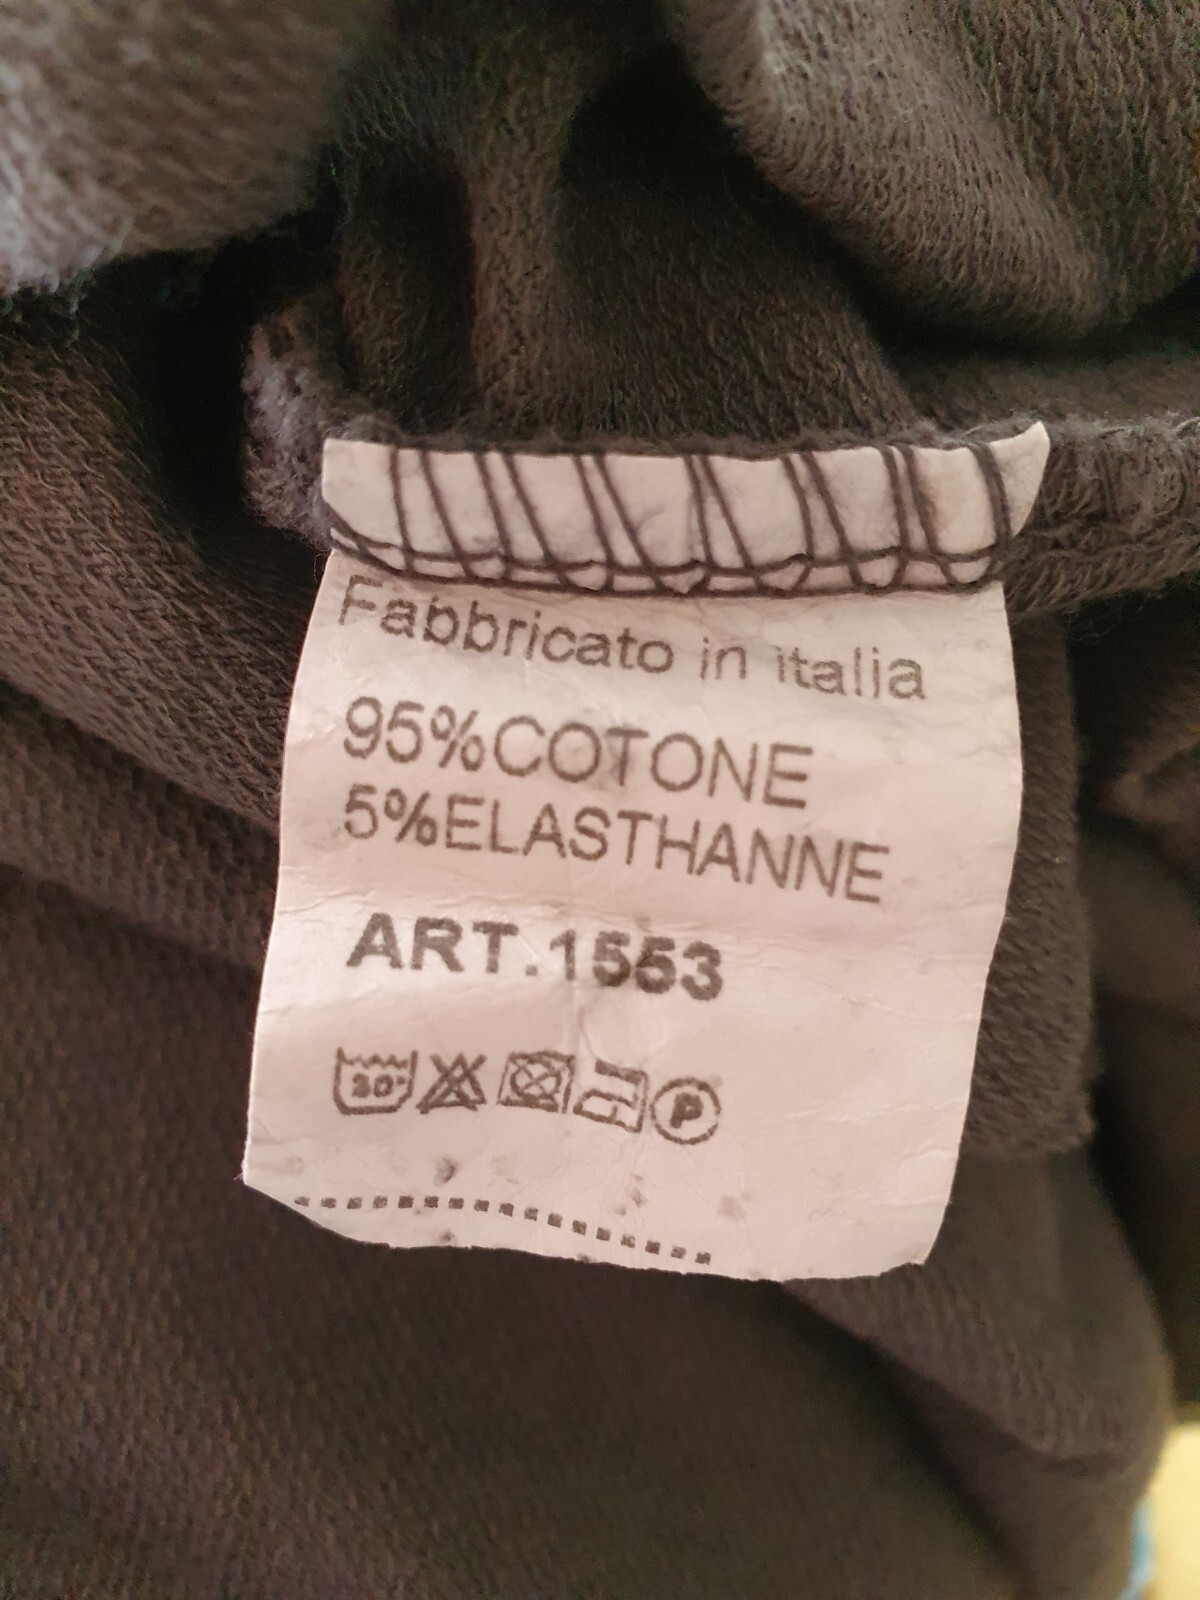 Fabbricato in italia
95%COTONE
5%ELASTHANNE
ART.1553
30°
P